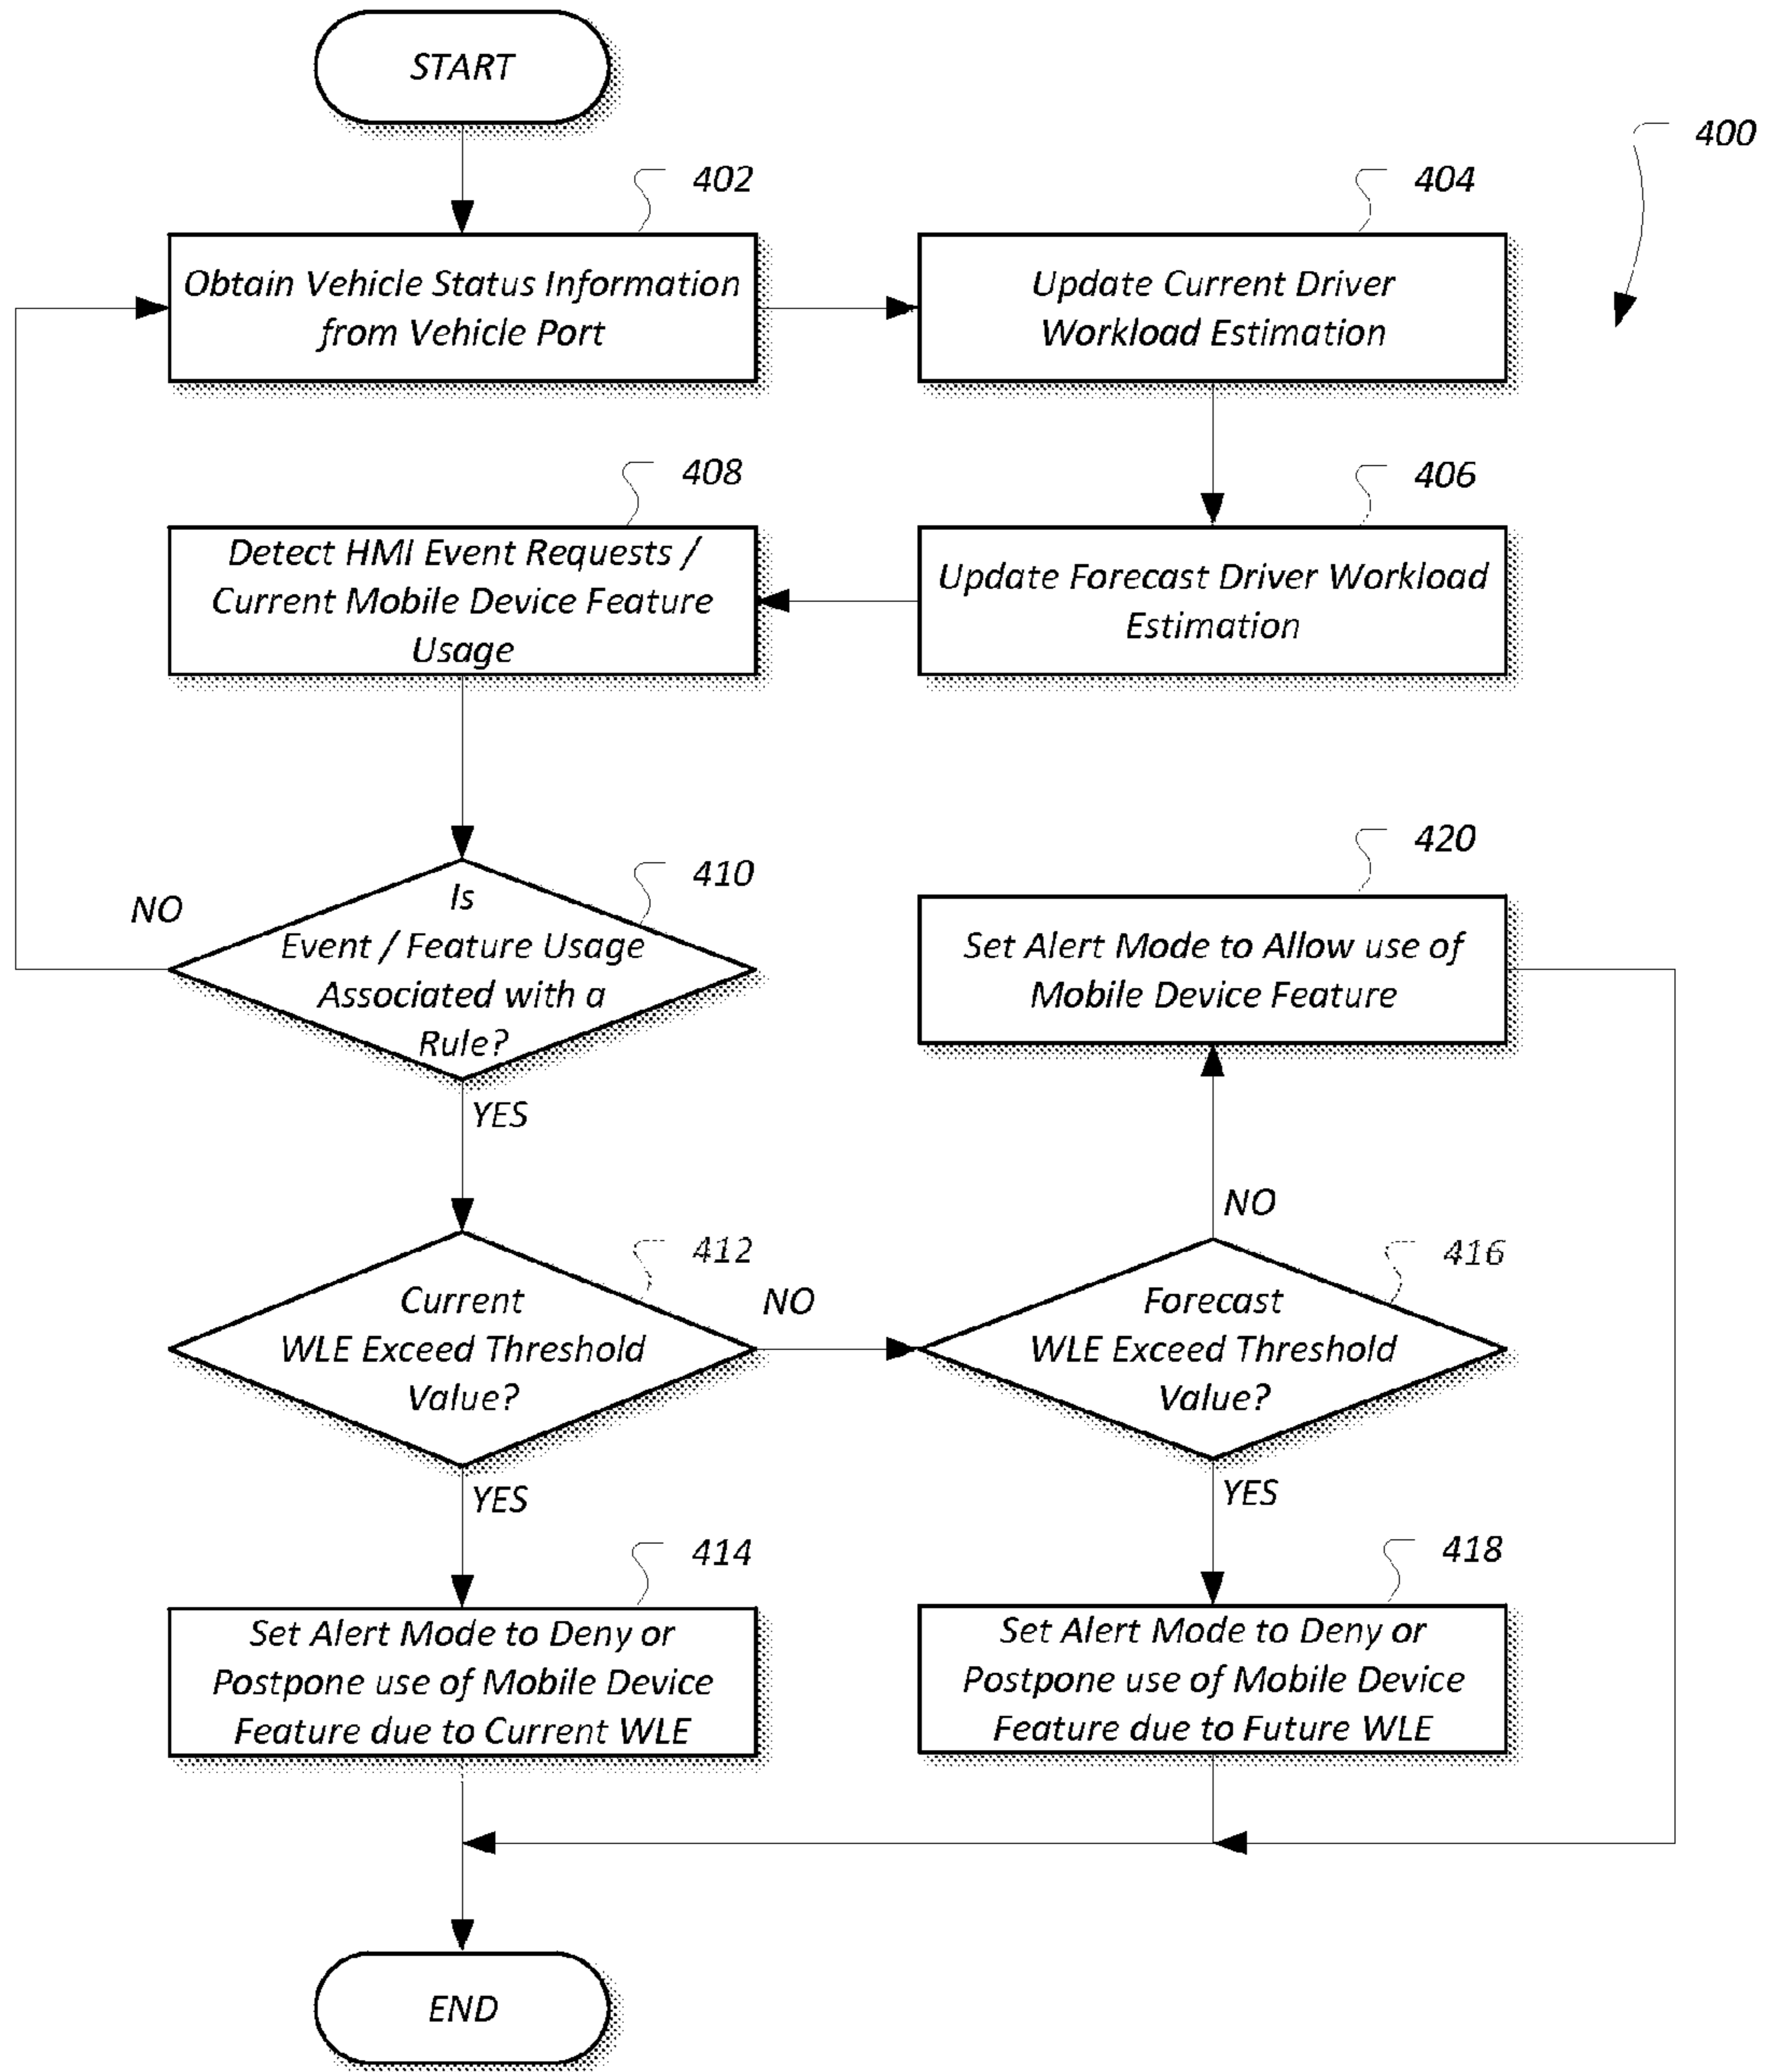 START
400
402
Obtain Vehicle Status Information
from Vehicle Port
404
Update Current Driver
Workload Estimation
406
Update Forecast Driver Workload
Estimation
408
Detect HMI Event Requests /
Current Mobile Device Feature
Usage
410
Is
Event / Feature Usage
Associated with a
Rule?
NO
YES
420
Set Alert Mode to Allow use of
Mobile Device Feature
412
Current
WLE Exceed Threshold
Value?
NO
YES
416
Forecast
WLE Exceed Threshold
Value?
NO
YES
414
Set Alert Mode to Deny or
Postpone use of Mobile Device
Feature due to Current WLE
418
Set Alert Mode to Deny or
Postpone use of Mobile Device
Feature due to Future WLE
END